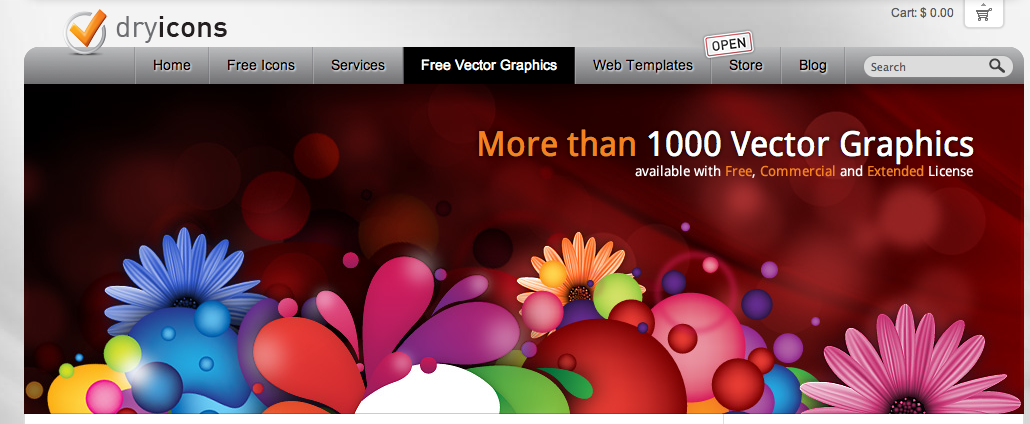 dryicons
Cart: $ 0.00
OPEN
Home Free Icons Services Free Vector Graphics Web Templates Store Blog Search
More than 1000 Vector Graphics
available with Free, Commercial and Extended License